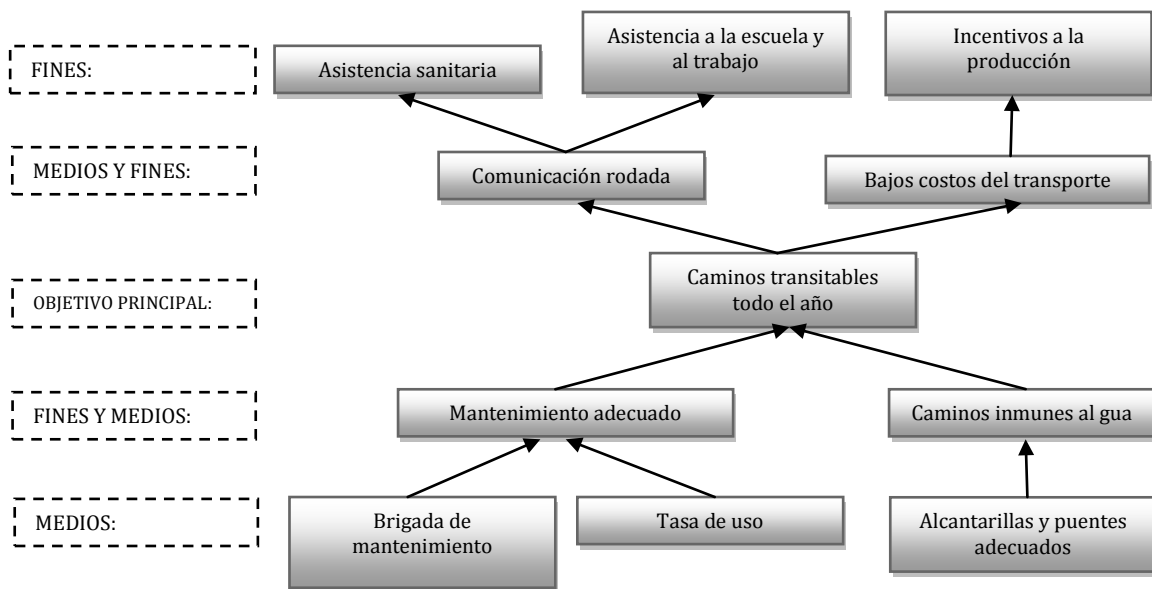 FINES:
Asistencia sanitaria
Asistencia a la escuela y
al trabajo
Incentivos a la
producción
MEDIOS Y FINES:
Comunicación rodada
Bajos costos del transporte
OBJETIVO PRINCIPAL:
Caminos transitables
todo el año
FINES Y MEDIOS:
Mantenimiento adecuado
Caminos inmunes al gua
MEDIOS:
Brigada de
mantenimiento
Tasa de uso
Alcantarillas y puentes
adecuados